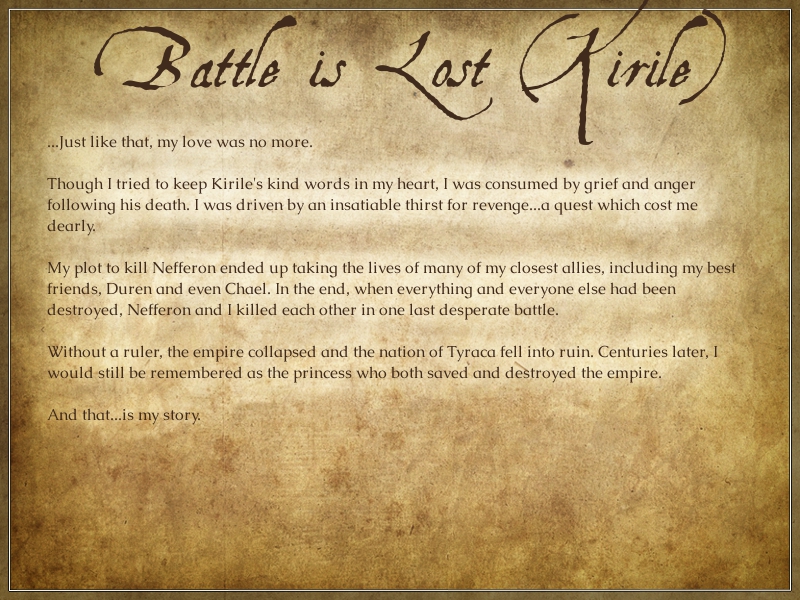 Battle is Lost (Kirile)
...Just like that, my love was no more.
Though I tried to keep Kirile's kind words in my heart, I was consumed by grief and anger
following his death. I was driven by an insatiable thirst for revenge...a quest which cost me
dearly.
My plot to kill Nefferon ended up taking the lives of many of my closest allies, including my best
friends, Duren and even Chael. In the end, when everything and everyone else had been
destroyed, Nefferon and I killed each other in one last desperate battle.
Without a ruler, the empire collapsed and the nation of Tyraca fell into ruin. Centuries later, I
would still be remembered as the princess who both saved and destroyed the empire.
And that...is my story.